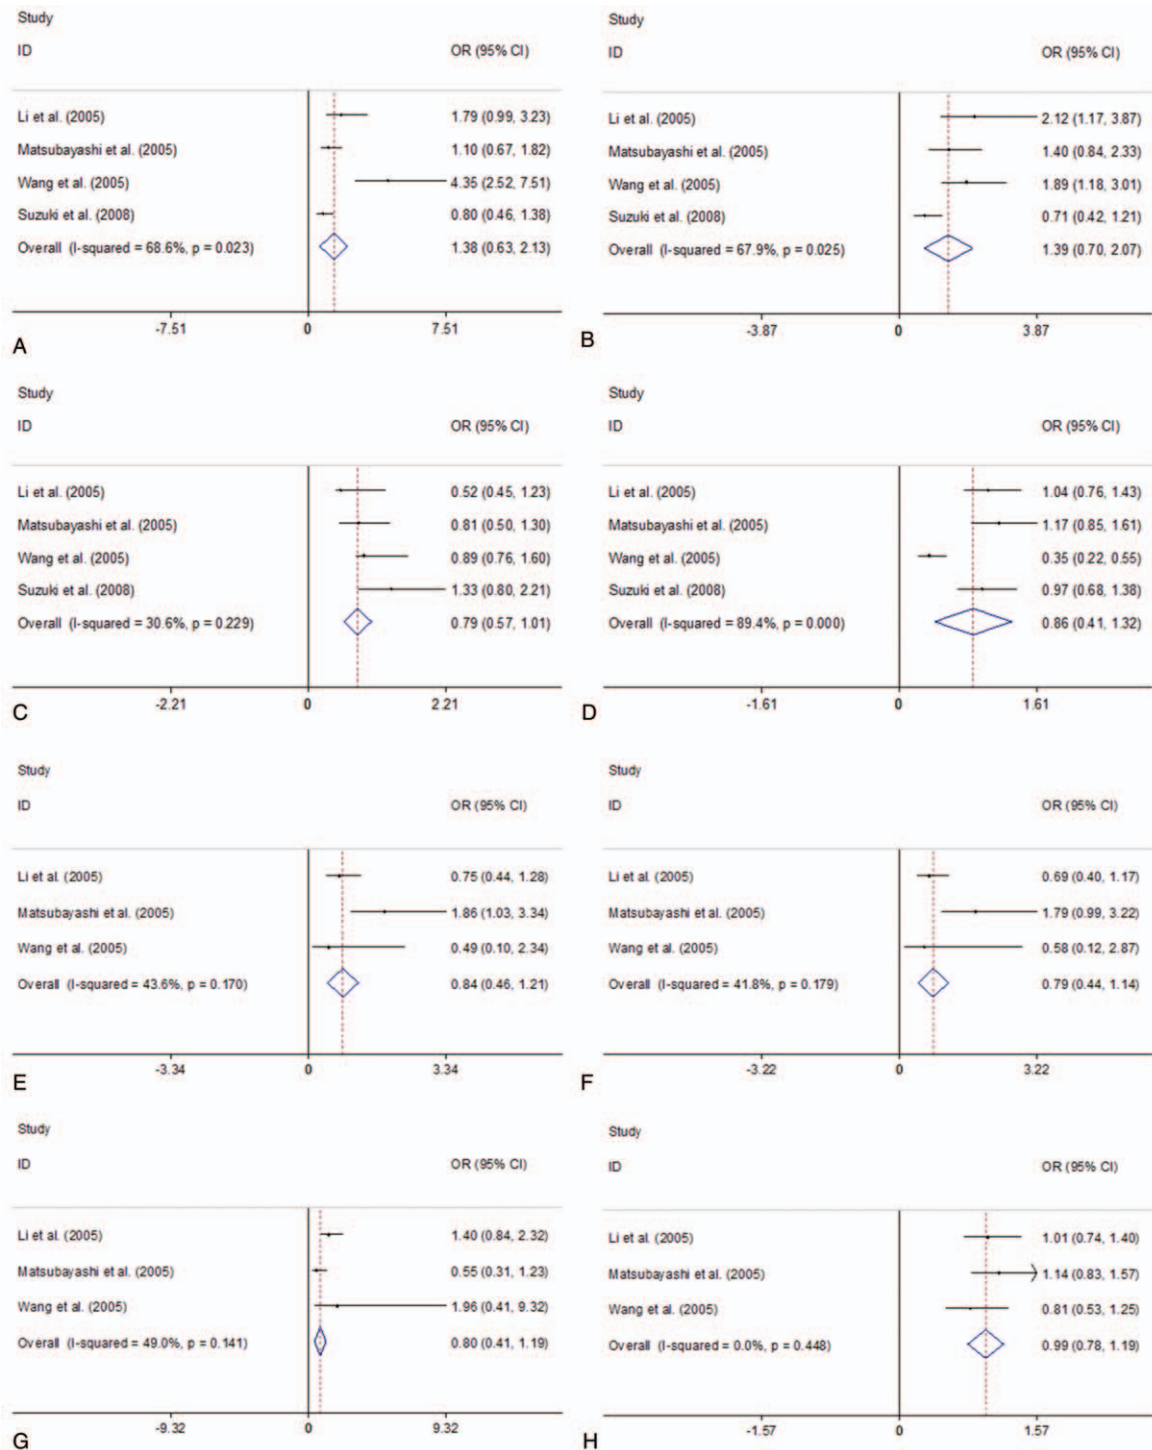 Study
ID OR (95% CI)
Li et al. (2005) 1.79 (0.99, 3.23)
Matsubayashi et al. (2005) 1.10 (0.67, 1.82)
Wang et al. (2005) 4.35 (2.52, 7.51)
Suzuki et al. (2008) 0.80 (0.46, 1.38)
Overall (I-squared = 68.6%, p = 0.023) 1.38 (0.63, 2.13)
-7.51 0 7.51
A
Study
ID OR (95% CI)
Li et al. (2005) 2.12 (1.17, 3.87)
Matsubayashi et al. (2005) 1.40 (0.84, 2.33)
Wang et al. (2005) 1.89 (1.18, 3.01)
Suzuki et al. (2008) 0.71 (0.42, 1.21)
Overall (I-squared = 67.9%, p = 0.025) 1.39 (0.70, 2.07)
-3.87 0 3.87
B
Study
ID OR (95% CI)
Li et al. (2005) 0.52 (0.45, 1.23)
Matsubayashi et al. (2005) 0.81 (0.50, 1.30)
Wang et al. (2005) 0.89 (0.76, 1.60)
Suzuki et al. (2008) 1.33 (0.80, 2.21)
Overall (I-squared = 30.6%, p = 0.229) 0.79 (0.57, 1.01)
-2.21 0 2.21
C
Study
ID OR (95% CI)
Li et al. (2005) 1.04 (0.76, 1.43)
Matsubayashi et al. (2005) 1.17 (0.85, 1.61)
Wang et al. (2005) 0.35 (0.22, 0.55)
Suzuki et al. (2008) 0.97 (0.68, 1.38)
Overall (I-squared = 89.4%, p = 0.000) 0.86 (0.41, 1.32)
-1.61 0 1.61
D
Study
ID OR (95% CI)
Li et al. (2005) 0.75 (0.44, 1.28)
Matsubayashi et al. (2005) 1.86 (1.03, 3.34)
Wang et al. (2005) 0.49 (0.10, 2.34)
Overall (I-squared = 43.6%, p = 0.170) 0.84 (0.46, 1.21)
-3.34 0 3.34
E
Study
ID OR (95% CI)
Li et al. (2005) 0.69 (0.40, 1.17)
Matsubayashi et al. (2005) 1.79 (0.99, 3.22)
Wang et al. (2005) 0.58 (0.12, 2.87)
Overall (I-squared = 41.8%, p = 0.179) 0.79 (0.44, 1.14)
-3.22 0 3.22
F
Study
ID OR (95% CI)
Li et al. (2005) 1.40 (0.84, 2.32)
Matsubayashi et al. (2005) 0.55 (0.31, 1.23)
Wang et al. (2005) 1.96 (0.41, 9.32)
Overall (I-squared = 49.0%, p = 0.141) 0.80 (0.41, 1.19)
-9.32 0 9.32
G
Study
ID OR (95% CI)
Li et al. (2005) 1.01 (0.74, 1.40)
Matsubayashi et al. (2005) 1.14 (0.83, 1.57)
Wang et al. (2005) 0.81 (0.53, 1.25)
Overall (I-squared = 0.0%, p = 0.448) 0.99 (0.78, 1.19)
-1.57 0 1.57
H